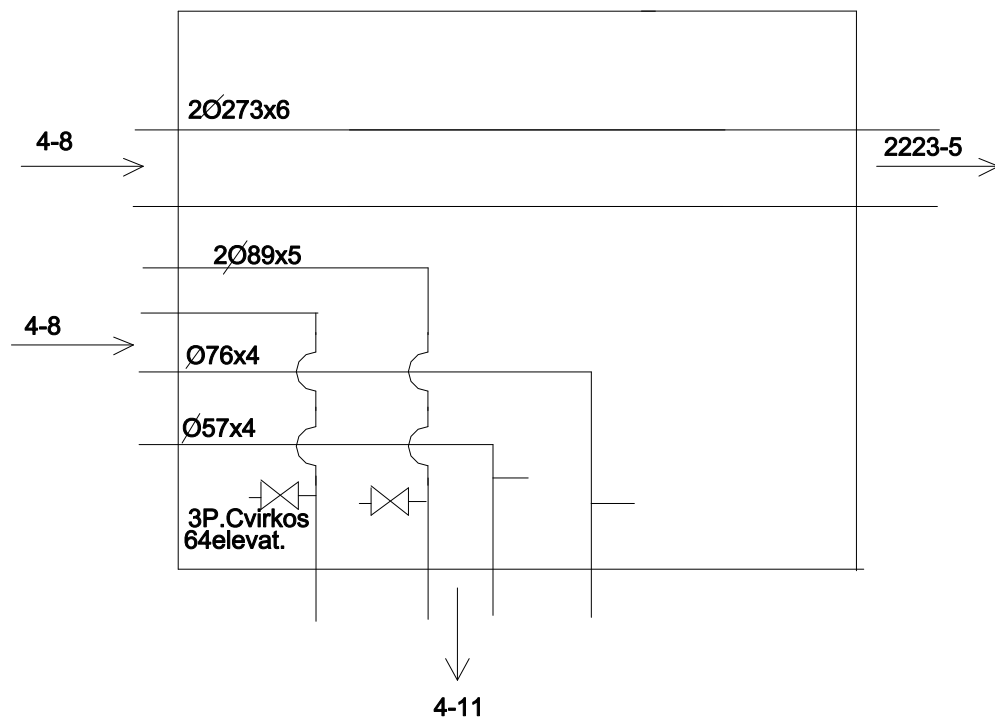 2Ø273x6
4-8
2223-5
2Ø89x5
4-8
Ø76x4
Ø57x4
3P.Cvirkos
64elevat.
4-11